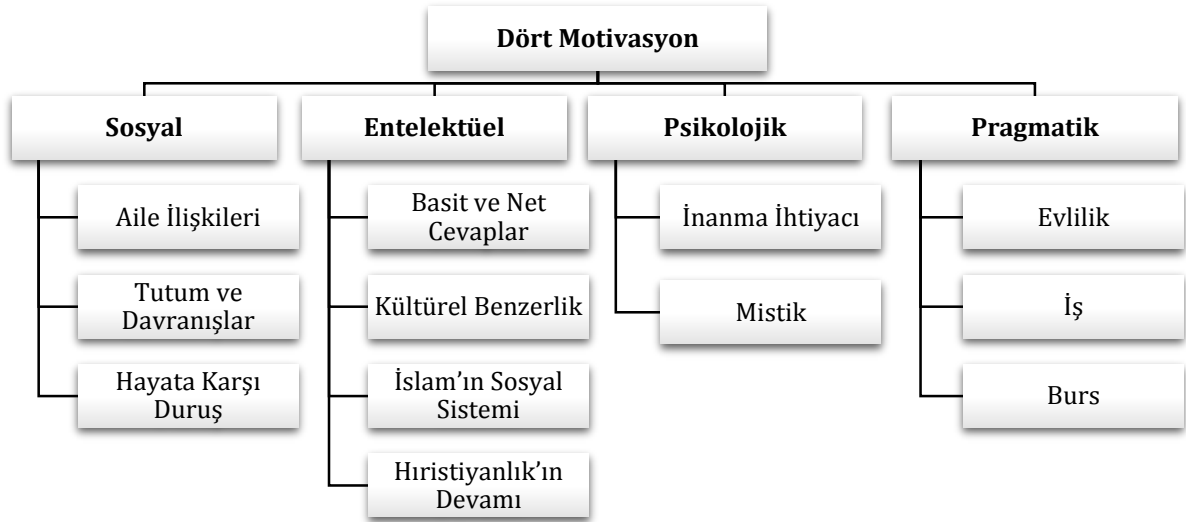 Dört Motivasyon
Sosyal
Aile İlişkileri
Tutum ve
Davranışlar
Hayata Karşı
Duruş
Entelektüel
Basit ve Net
Cevaplar
Kültürel Benzerlik
İslam’ın Sosyal
Sistemi
Hıristiyanlık’ın
Devamı
Psikolojik
İnanma İhtiyacı
Mistik
Pragmatik
Evlilik
İş
Burs